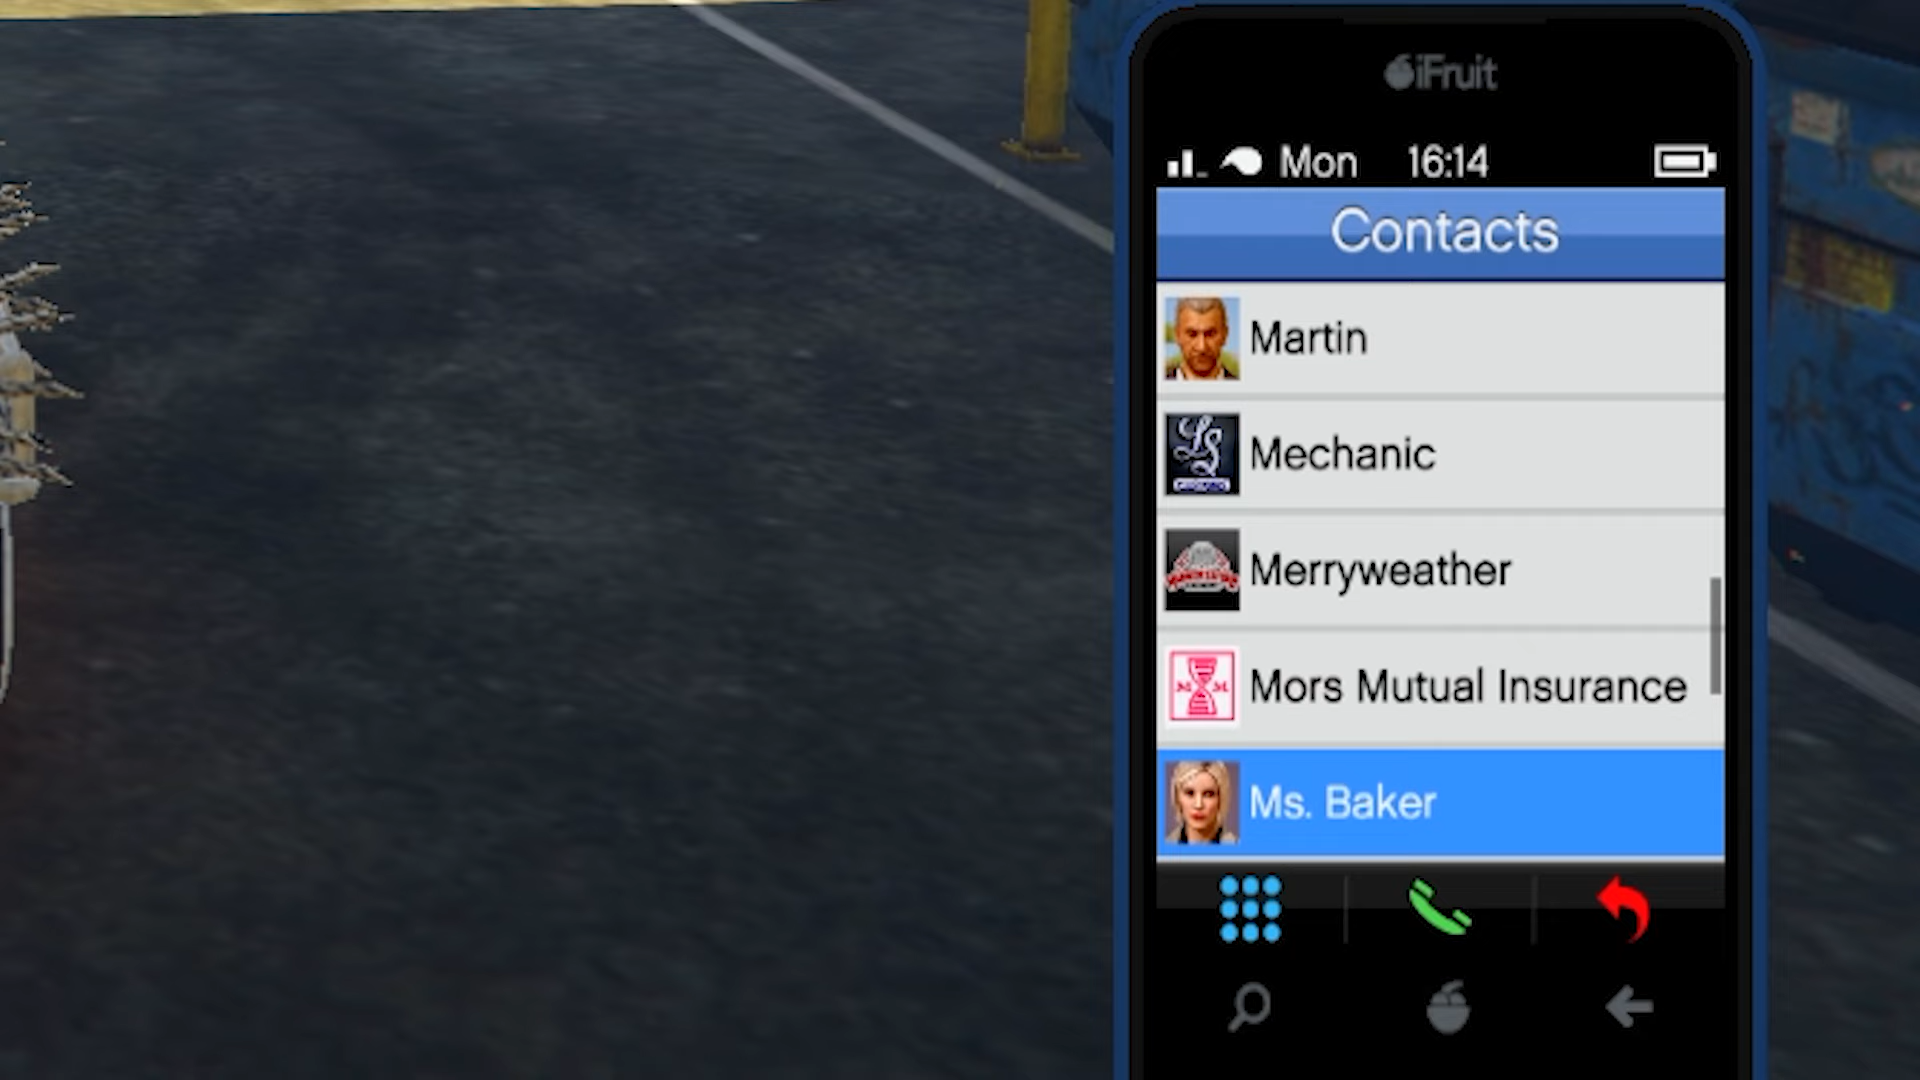 iFruit
Mon 16:14
Contacts
Martin
Mechanic
Merryweather
Mors Mutual Insurance
Ms. Baker